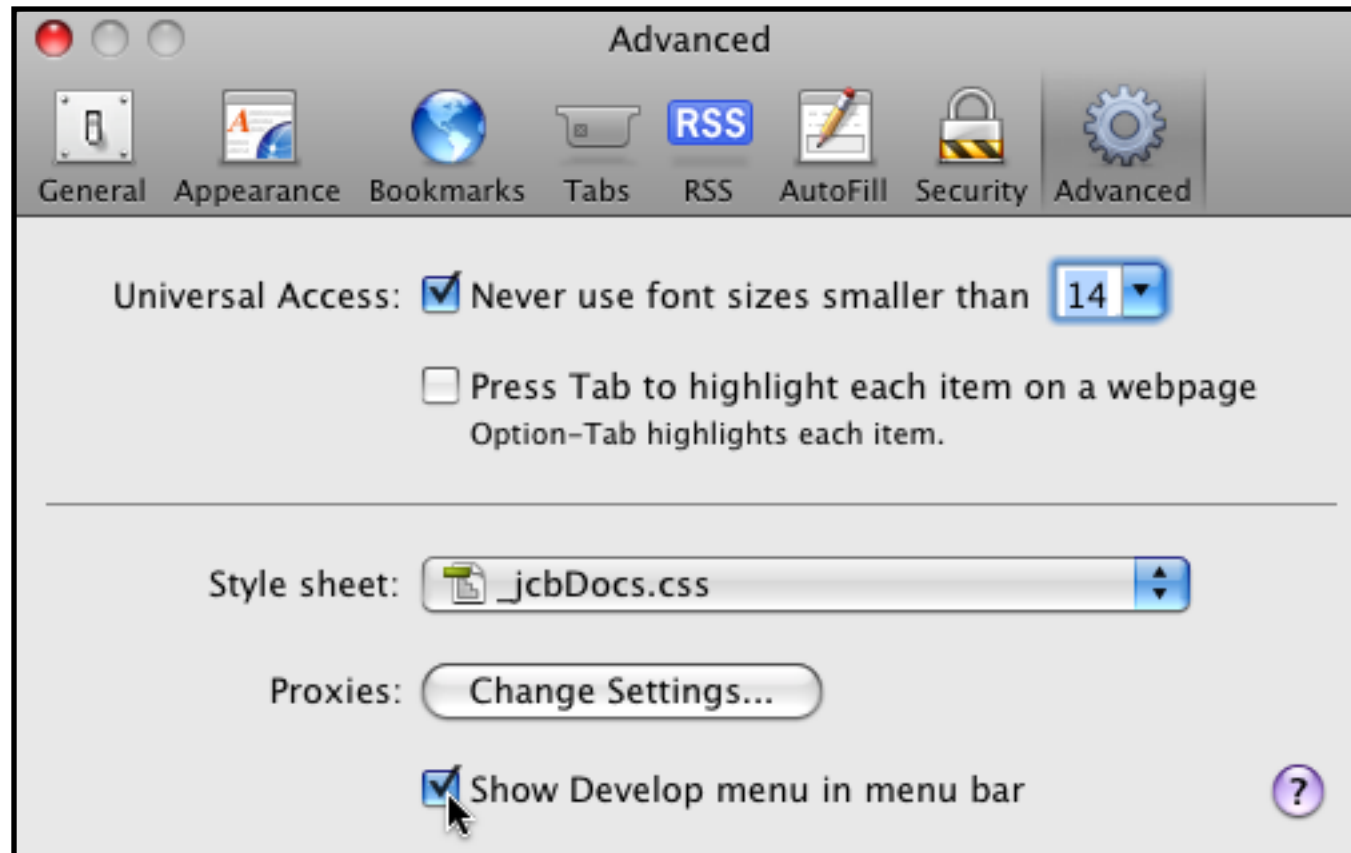 Advanced
General Appearance Bookmarks Tabs RSS RSS AutoFill Security Advanced
Universal Access: Never use font sizes smaller than 14
Press Tab to highlight each item on a webpage
Option-Tab highlights each item.
Style sheet: _jcbDocs.css
Proxies: Change Settings...
Show Develop menu in menu bar ?